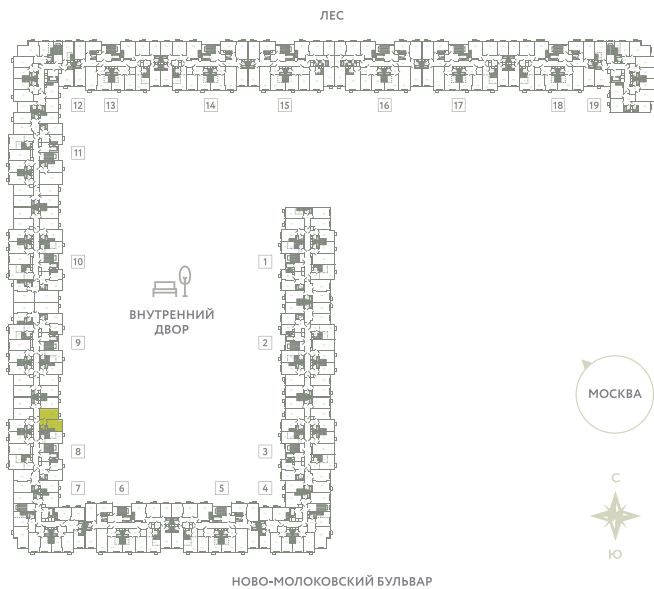 ЛЕС
12 13 14 15 16 17 18 19
11
10 1
ВНУТРЕННИЙ
ДВОР
9 2
МОСКВА
8 3
7 6 5 4
С
Ю
НОВО-МОЛОКОВСКИЙ БУЛЬВАР